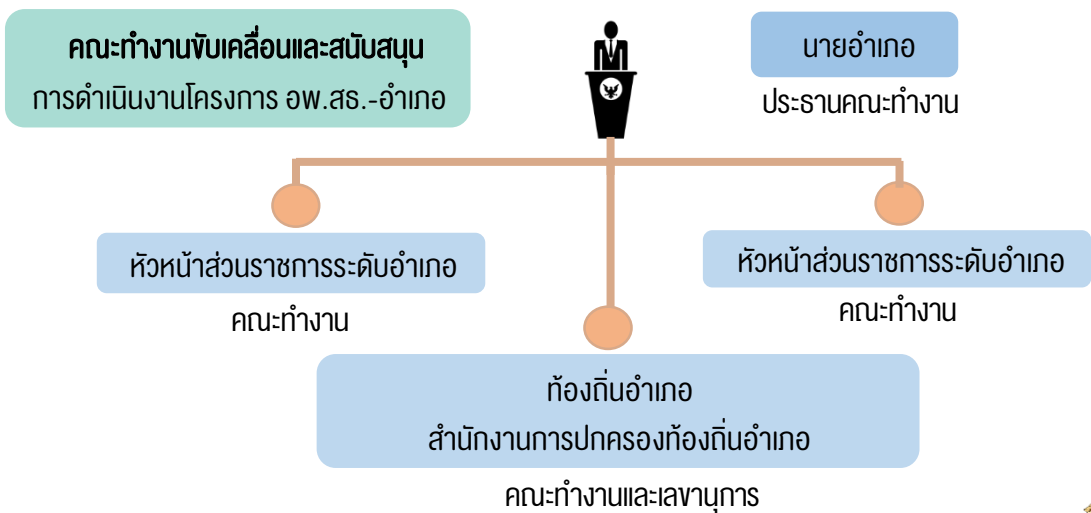 คณะทำงานขับเคลื่อนและสนับสนุน
การดำเนินงานโครงการ อพ.สธ.-อำเภอ
นายอำเภอ
ประธานคณะทำงาน
หัวหน้าส่วนราชการระดับอำเภอ
คณะทำงาน
หัวหน้าส่วนราชการระดับอำเภอ
คณะทำงาน
ท้องถิ่นอำเภอ
สำนักงานการปกครองท้องถิ่นอำเภอ
คณะทำงานและเลขานุการ